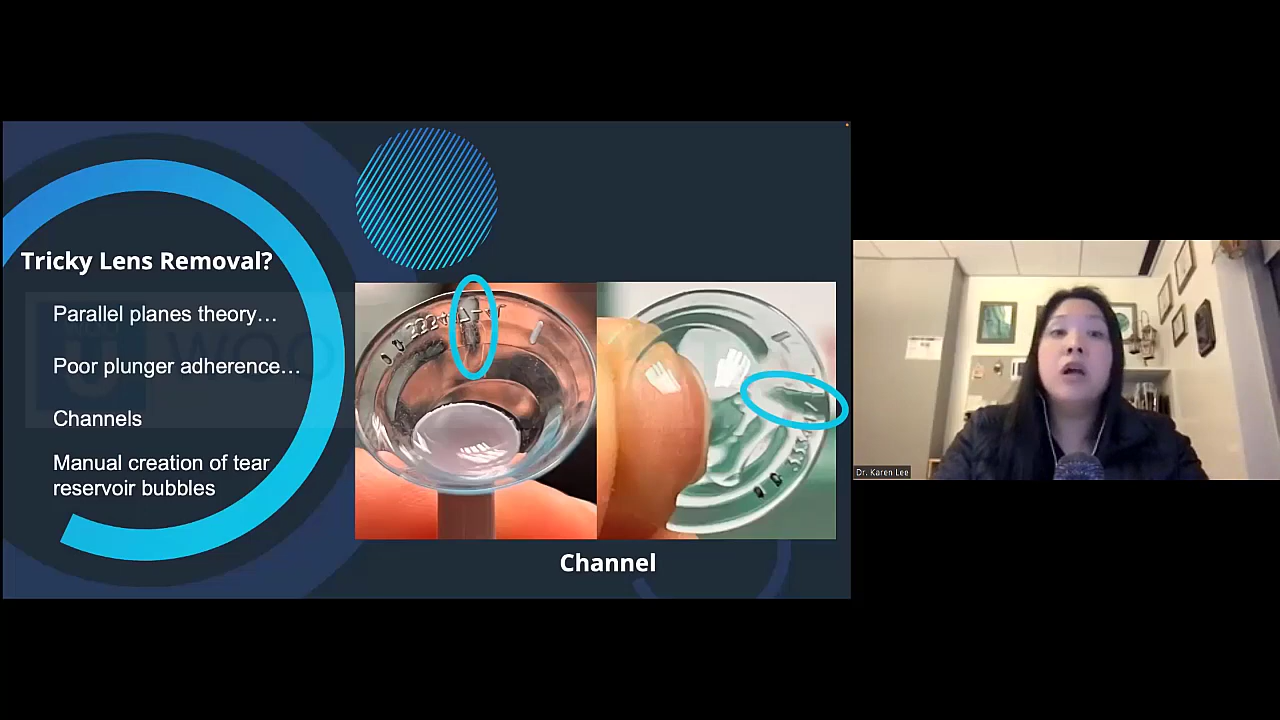 Tricky Lens Removal?
Parallel planes theory…
Poor plunger adherence…
Channels
Manual creation of tear
reservoir bubbles
Channel
Dr. Karen Lee